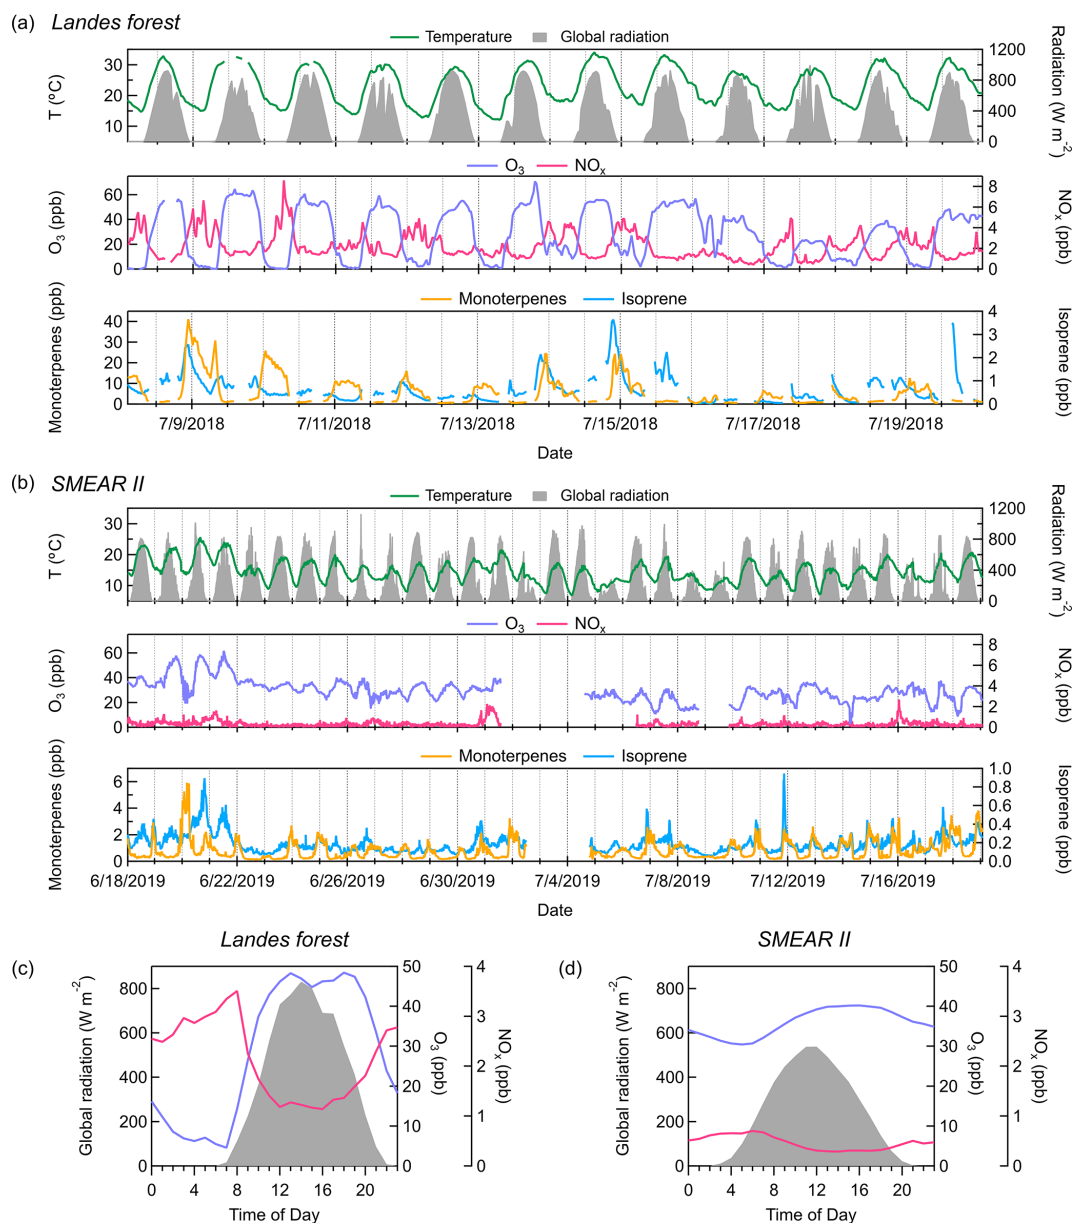 (a) Landes forest
Temperature Global radiation
30 20 10
T (°C)
1200 800 400 0
Radiation (W m⁻²)
O₃ NOₓ
60 40 20 0
O₃ (ppb)
8 6 4 2 0
NOₓ (ppb)
Monoterpenes Isoprene
40 30 20 10 0
Monoterpenes (ppb)
4 3 2 1 0
Isoprene (ppb)
7/9/2018 7/11/2018 7/13/2018 7/15/2018 7/17/2018 7/19/2018
Date
(b) SMEAR II
Temperature Global radiation
30 20 10
T (°C)
1200 800 400 0
Radiation (W m⁻²)
O₃ NOₓ
60 40 20 0
O₃ (ppb)
8 6 4 2 0
NOₓ (ppb)
Monoterpenes Isoprene
6 4 2 0
Monoterpenes (ppb)
1.0 0.8 0.6 0.4 0.2 0.0
Isoprene (ppb)
6/18/2019 6/22/2019 6/26/2019 6/30/2019 7/4/2019 7/8/2019 7/12/2019 7/16/2019
Date
(c) Landes forest
800 600 400 200 0
Global radiation (W m⁻²)
50 40 30 20 10 0
O₃ (ppb)
4 3 2 1 0
NOₓ (ppb)
0 4 8 12 16 20
Time of Day
(d) SMEAR II
800 600 400 200 0
Global radiation (W m⁻²)
50 40 30 20 10 0
O₃ (ppb)
4 3 2 1 0
NOₓ (ppb)
0 4 8 12 16 20
Time of Day